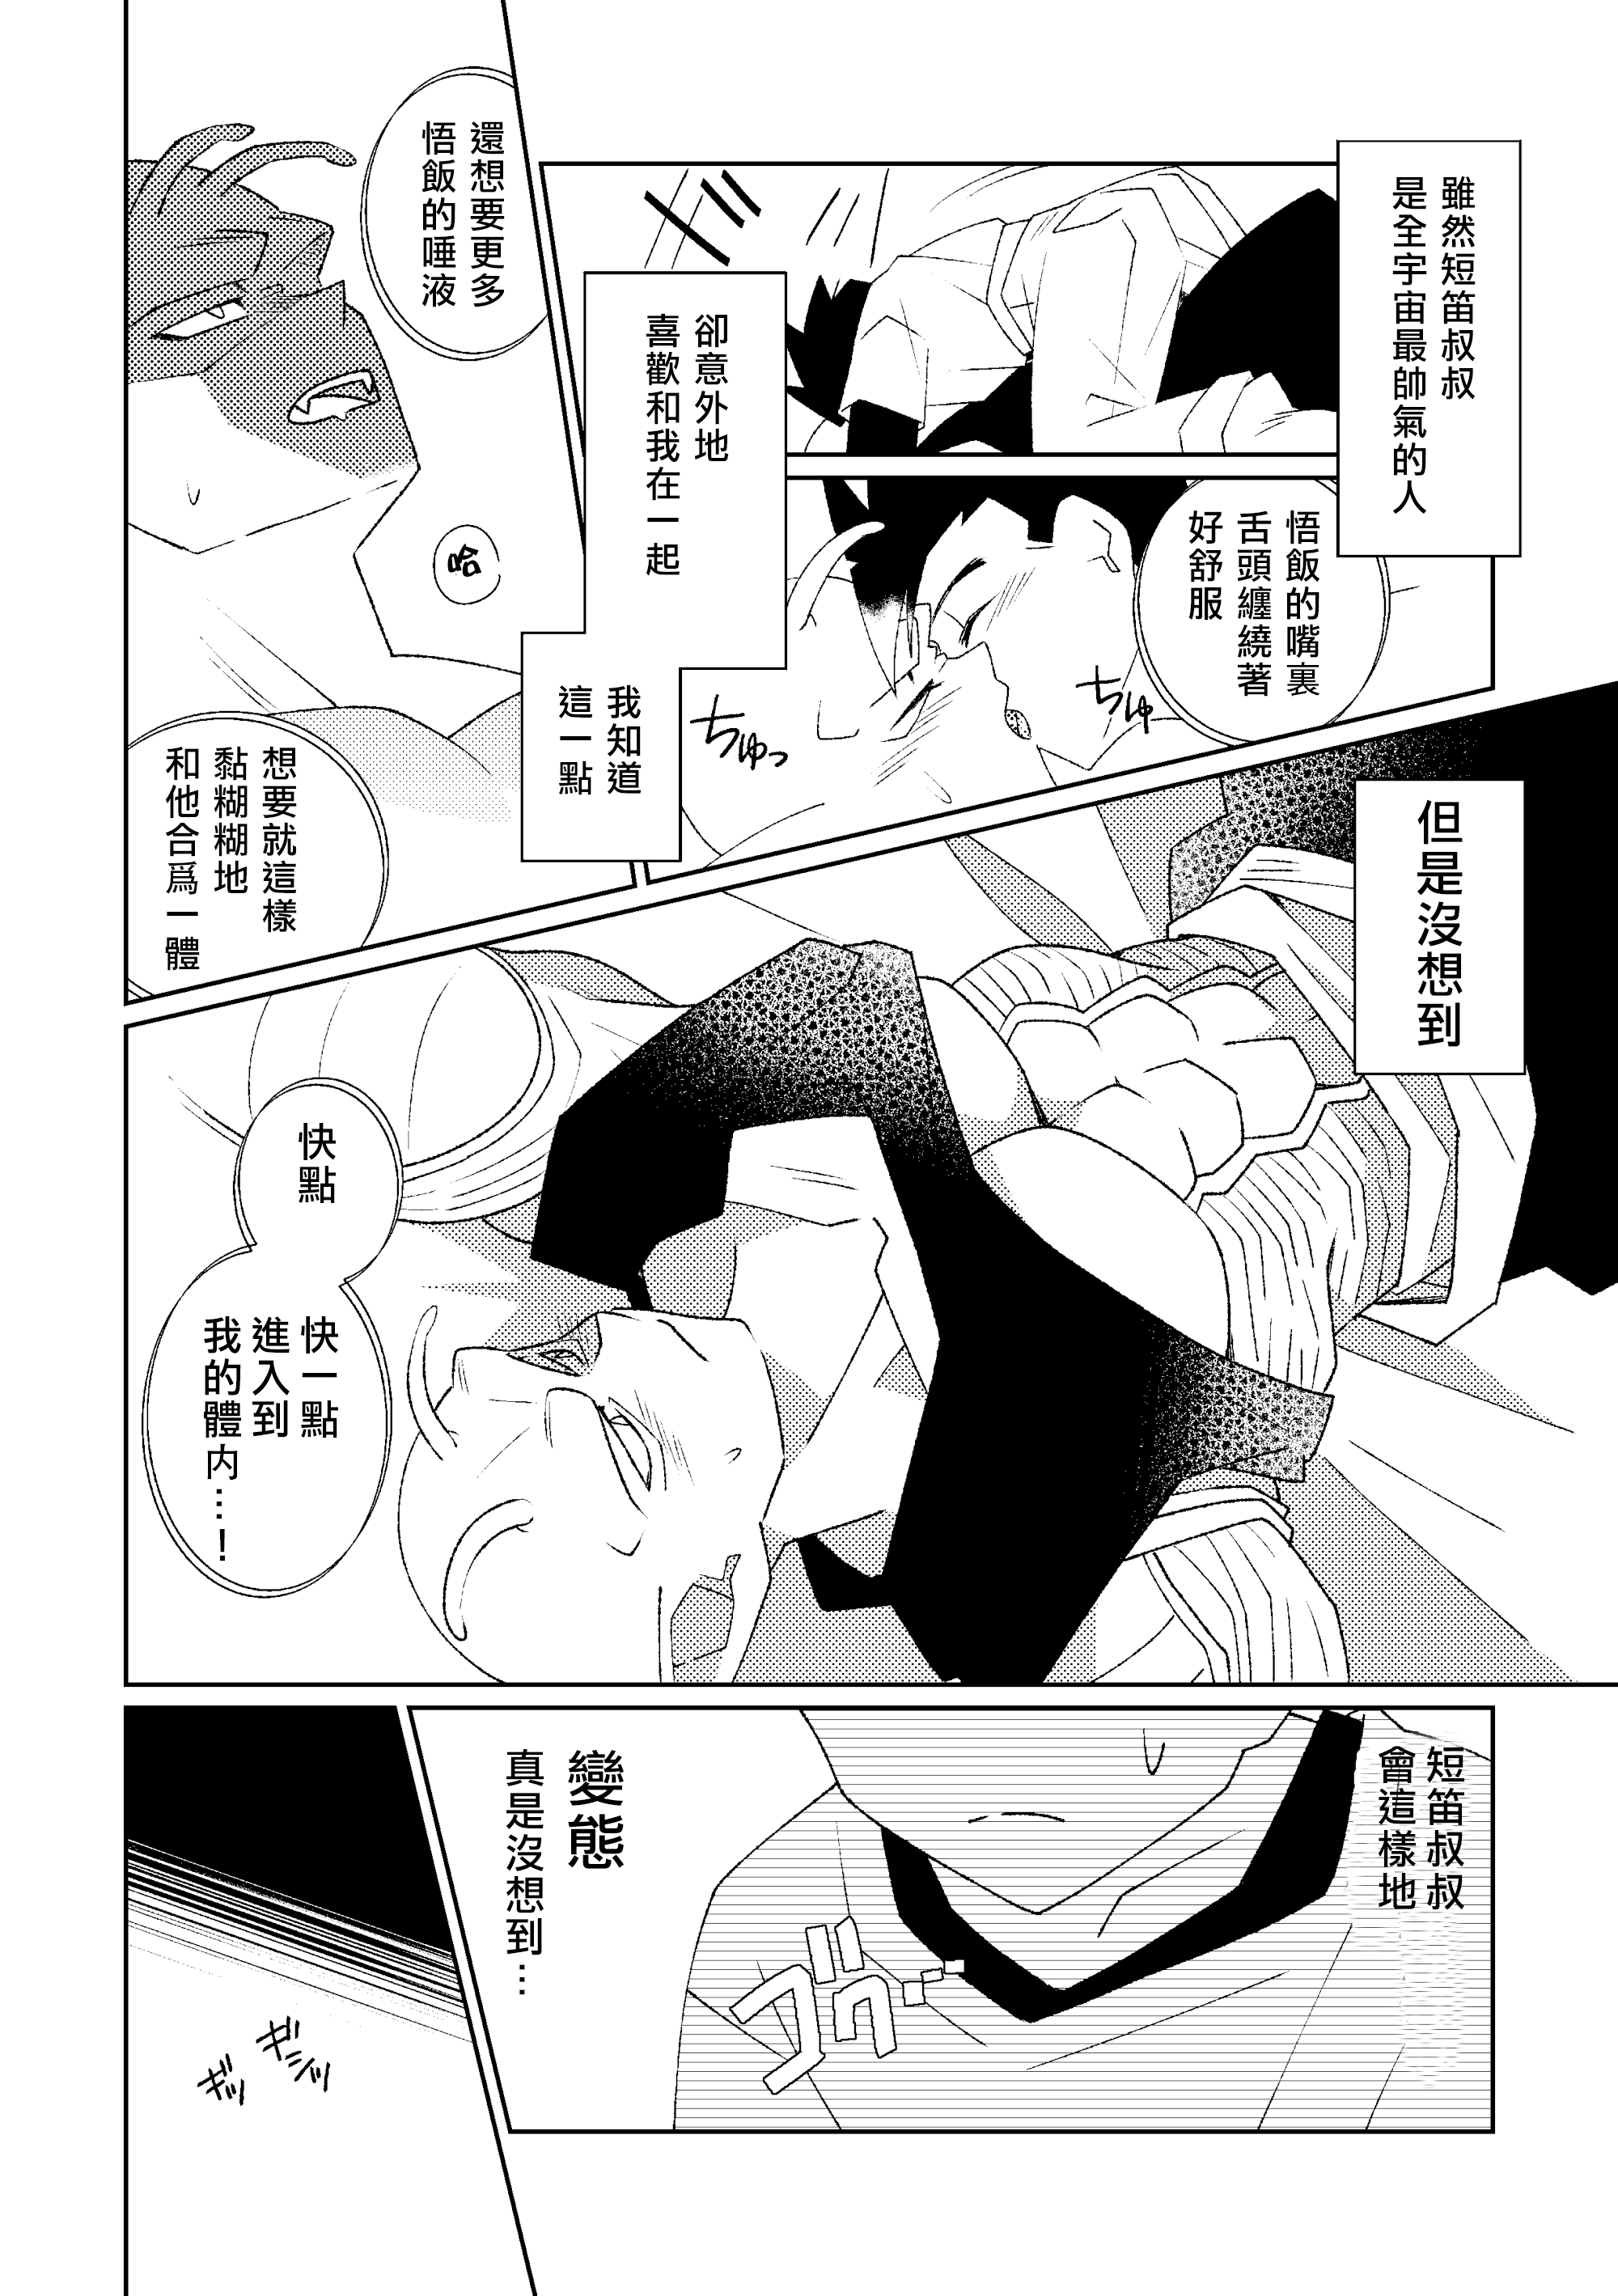 雖然短笛叔叔
是全宇宙最帥氣的人
悟飯的嘴裏
舌頭纏繞著
好舒服
ちゅ
ちゅっ
卻意外地
喜歡和我在一起
我知道
這一點
還想要更多
悟飯的唾液
哈
想要就這樣
黏糊糊地
和他合爲一體
但是沒想到
快點
快一點
進入到
我的體内…！
短笛叔叔
會這樣地
變態
真是沒想到…
ギシッ
ギッ